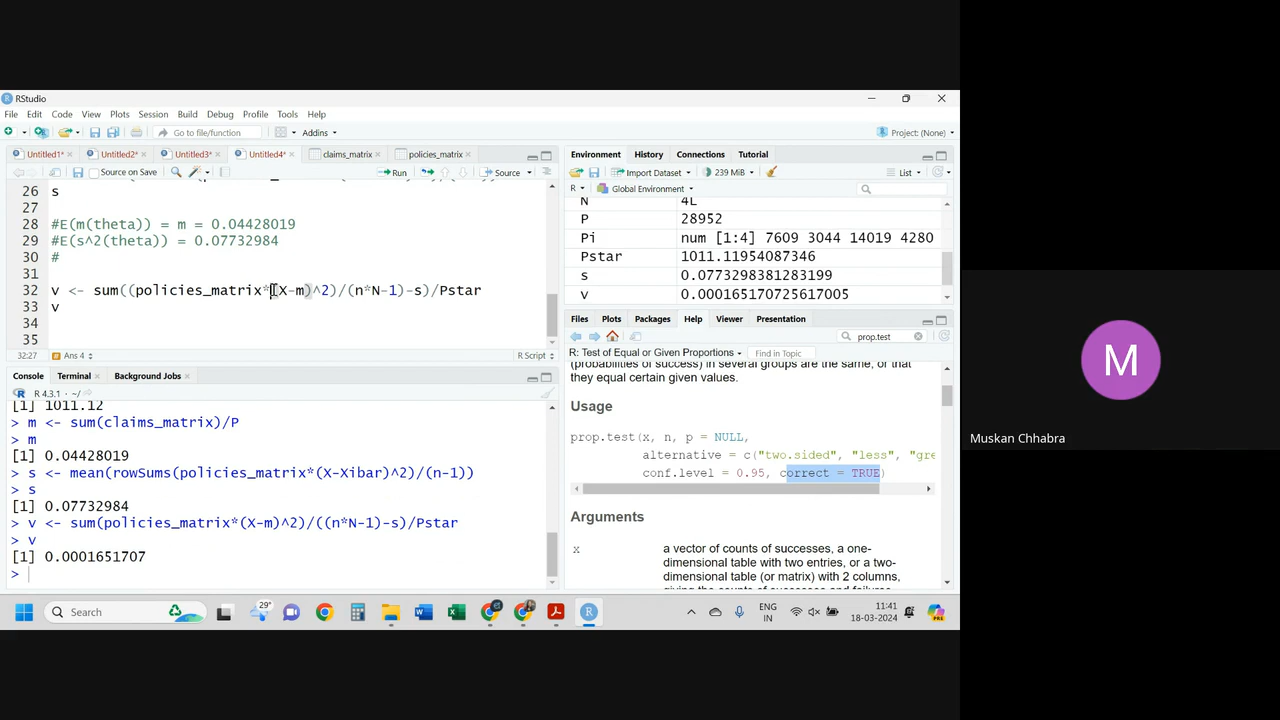 RStudio
File Edit Code View Plots Session Build Debug Profile Tools Help
Go to file/function Addins Project: (None)
Untitled1* Untitled2* Untitled3* Untitled4* claims_matrix policies_matrix
Source on Save Run Source
26 s
27
28 #E(m(theta)) = m = 0.04428019
29 #E(s^2(theta)) = 0.07732984
30 #
31
32 v <- sum((policies_matrix*(X-m)^2)/(n*N-1)-s)/Pstar
33 v
34
35
32:27 Ans 4 R Script
Console Terminal Background Jobs
R 4.3.1 · ~/
[1] 1011.12
> m <- sum(claims_matrix)/P
> m
[1] 0.04428019
> s <- mean(rowSums(policies_matrix*(X-Xibar)^2)/(n-1))
> s
[1] 0.07732984
> v <- sum(policies_matrix*(X-m)^2)/((n*N-1)-s)/Pstar
> v
[1] 0.0001651707
>
Environment History Connections Tutorial
Import Dataset 239 MiB List
R Global Environment
N 4L
P 28952
Pi num [1:4] 7609 3044 14019 4280
Pstar 1011.11954087346
s 0.0773298381283199
v 0.000165170725617005
Files Plots Packages Help Viewer Presentation
prop.test
R: Test of Equal or Given Proportions Find in Topic
(probabilities of success) in several groups are the same, or that
they equal certain given values.
Usage
prop.test(x, n, p = NULL,
alternative = c("two.sided", "less", "gre
conf.level = 0.95, correct = TRUE)
Arguments
x a vector of counts of successes, a one-
dimensional table with two entries, or a two-
dimensional table (or matrix) with 2 columns,
giving the counts of successes and failures
M
Muskan Chhabra
Search
29°
ENG
IN
11:41
18-03-2024